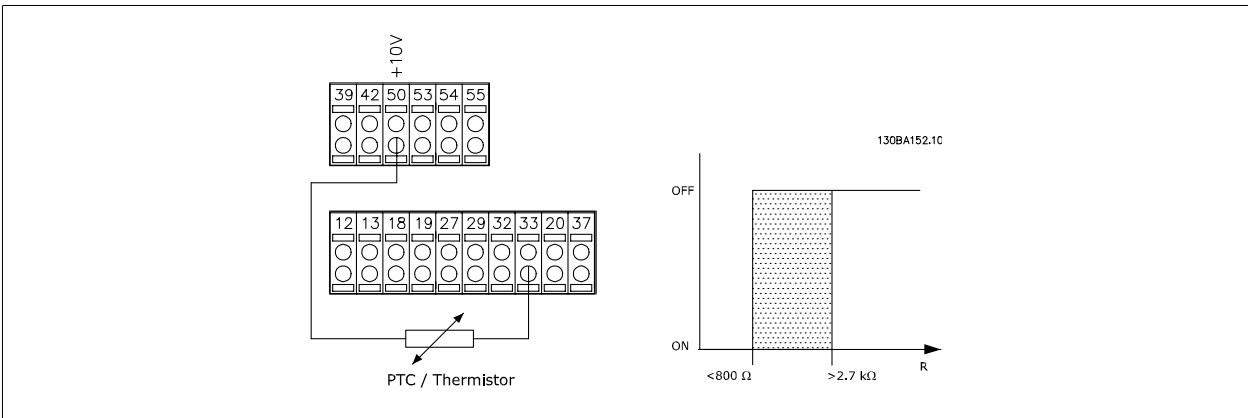 +10V
39 42 50 53 54 55
12 13 18 19 27 29 32 33 20 37
PTC / Thermistor
130BA152.10
OFF
ON
<800 Ω >2.7 kΩ R